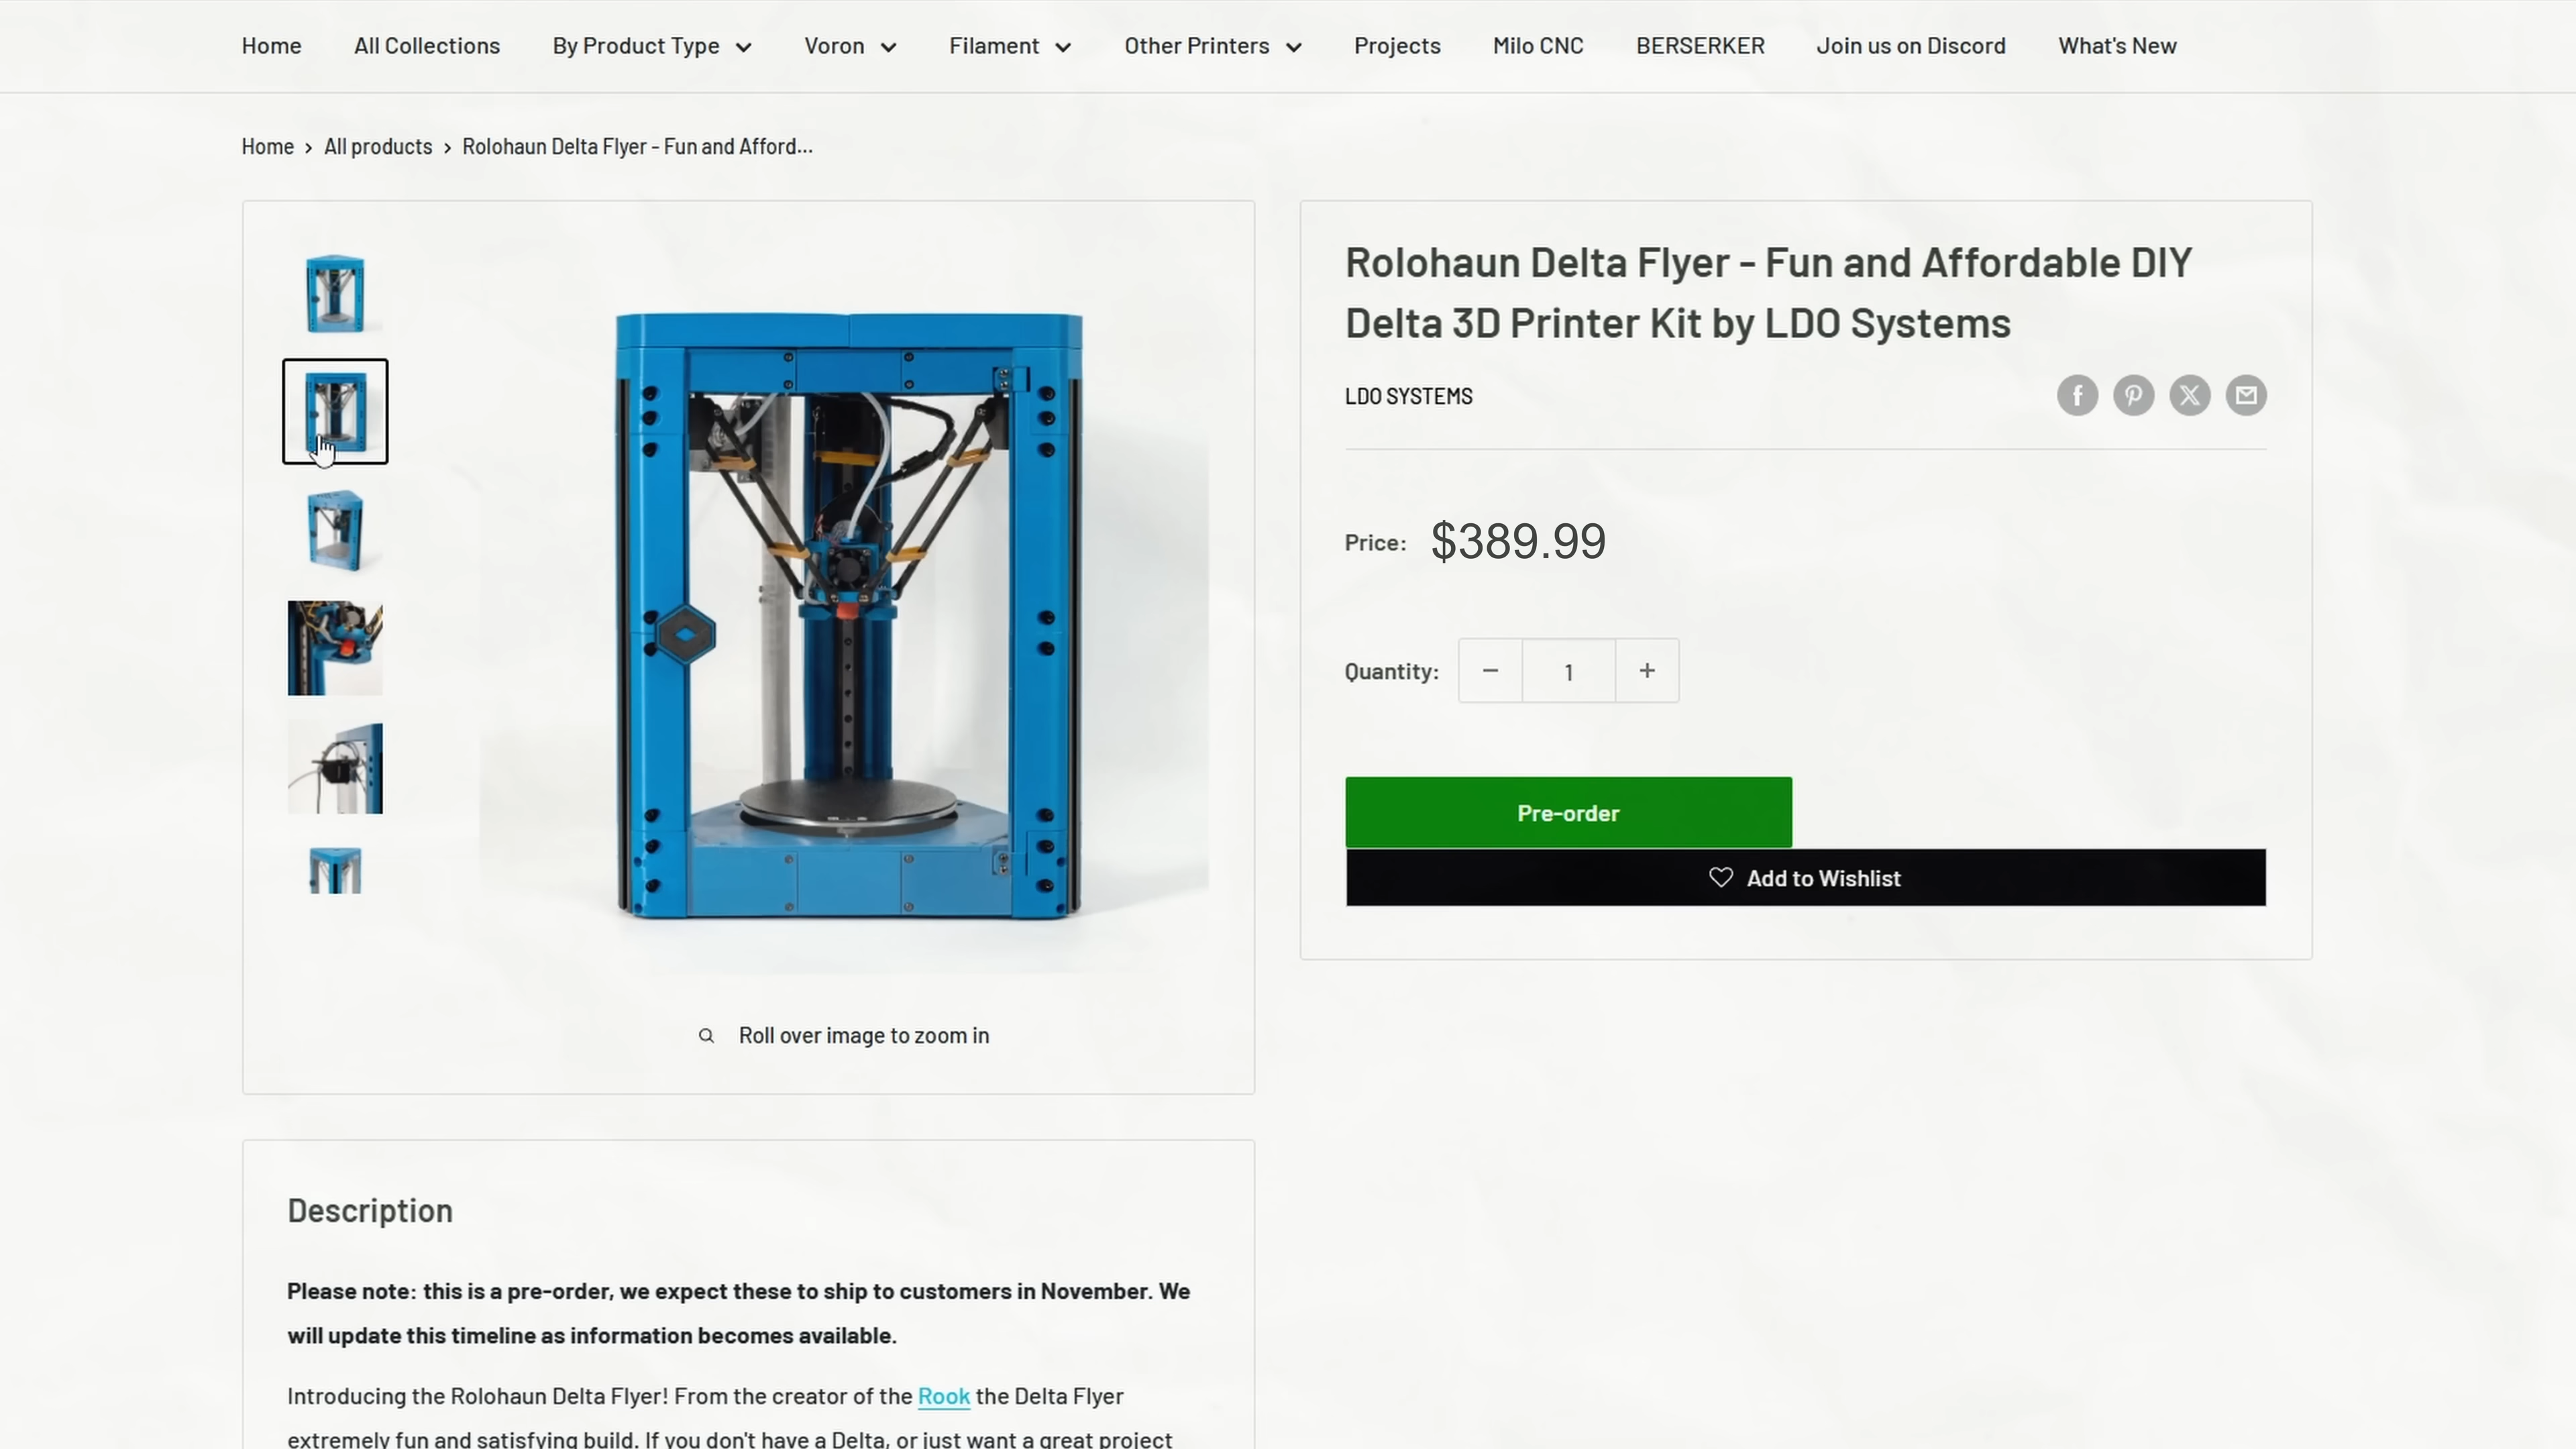 Home All Collections By Product Type Voron Filament Other Printers Projects Milo CNC BERSERKER Join us on Discord What's New
Home > All products > Rolohaun Delta Flyer - Fun and Afford...
Rolohaun Delta Flyer - Fun and Affordable DIY
Delta 3D Printer Kit by LDO Systems
LDO SYSTEMS
Price: $389.99
Quantity: − 1 +
Pre-order
Add to Wishlist
Roll over image to zoom in
Description
Please note: this is a pre-order, we expect these to ship to customers in November. We
will update this timeline as information becomes available.
Introducing the Rolohaun Delta Flyer! From the creator of the Rook the Delta Flyer
extremely fun and satisfying build. If you don't have a Delta, or just want a great project